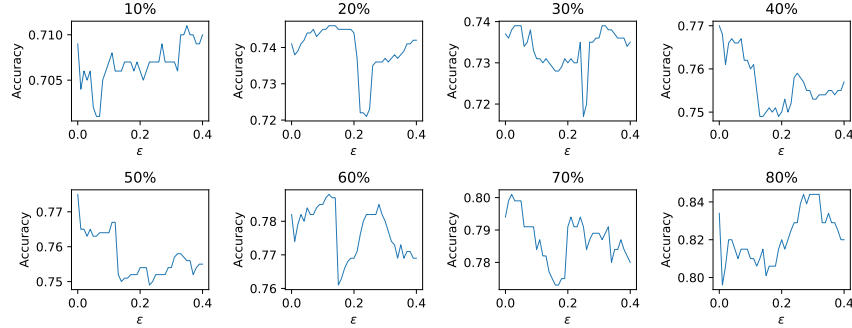 10% 20% 30% 40%
Accuracy 0.710 0.705 0.0 0.2 0.4 ε
Accuracy 0.74 0.73 0.72 0.0 0.2 0.4 ε
Accuracy 0.74 0.73 0.72 0.0 0.2 0.4 ε
Accuracy 0.77 0.76 0.75 0.0 0.2 0.4 ε
50% 60% 70% 80%
Accuracy 0.77 0.76 0.75 0.0 0.2 0.4 ε
Accuracy 0.78 0.77 0.76 0.0 0.2 0.4 ε
Accuracy 0.80 0.79 0.78 0.0 0.2 0.4 ε
Accuracy 0.84 0.82 0.80 0.0 0.2 0.4 ε